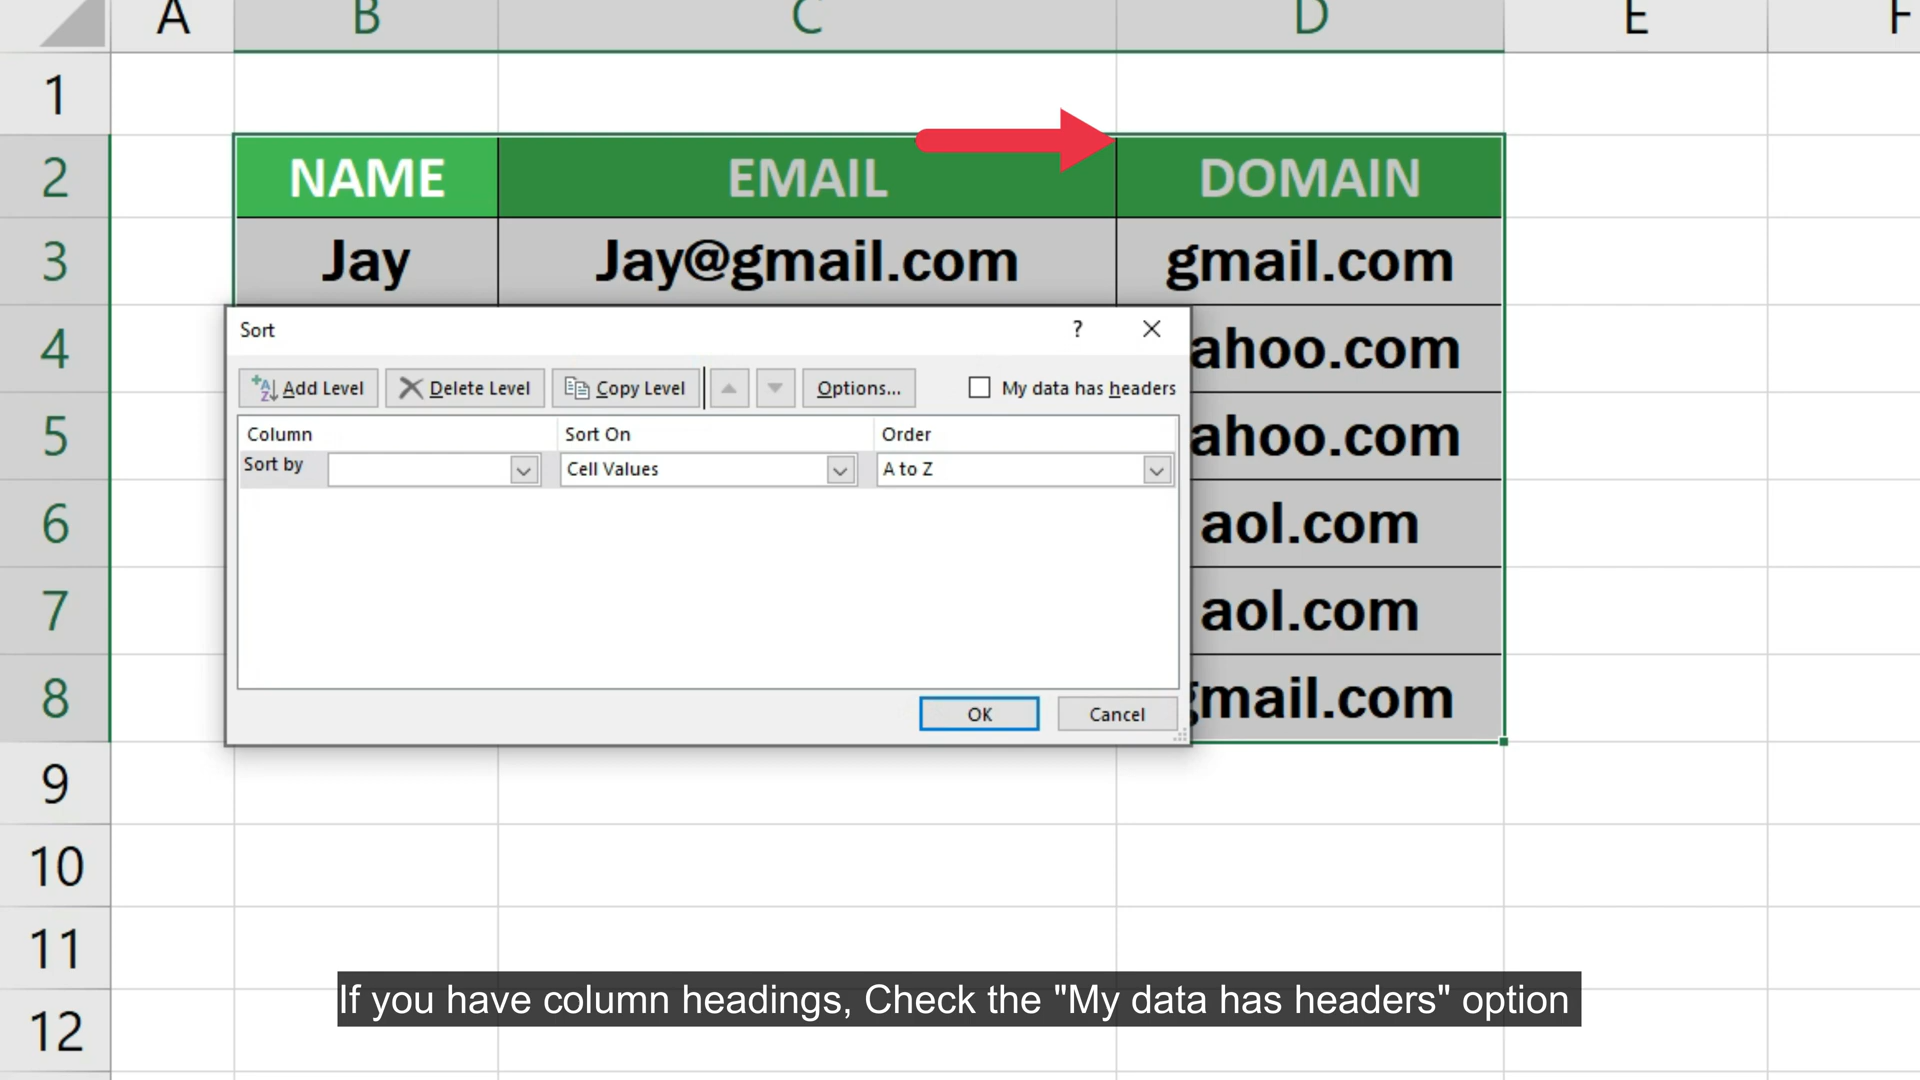 A B C D E F
1
2 NAME EMAIL DOMAIN
3 Jay Jay@gmail.com gmail.com
Sort ? 
4 ahoo.com
Add Level Delete Level Copy Level Options... My data has headers
5 ahoo.com
Column Sort On Order
Sort by Cell Values A to Z
6 aol.com
7 aol.com
8 gmail.com
OK Cancel
9
10
11
If you have column headings, Check the "My data has headers" option
12